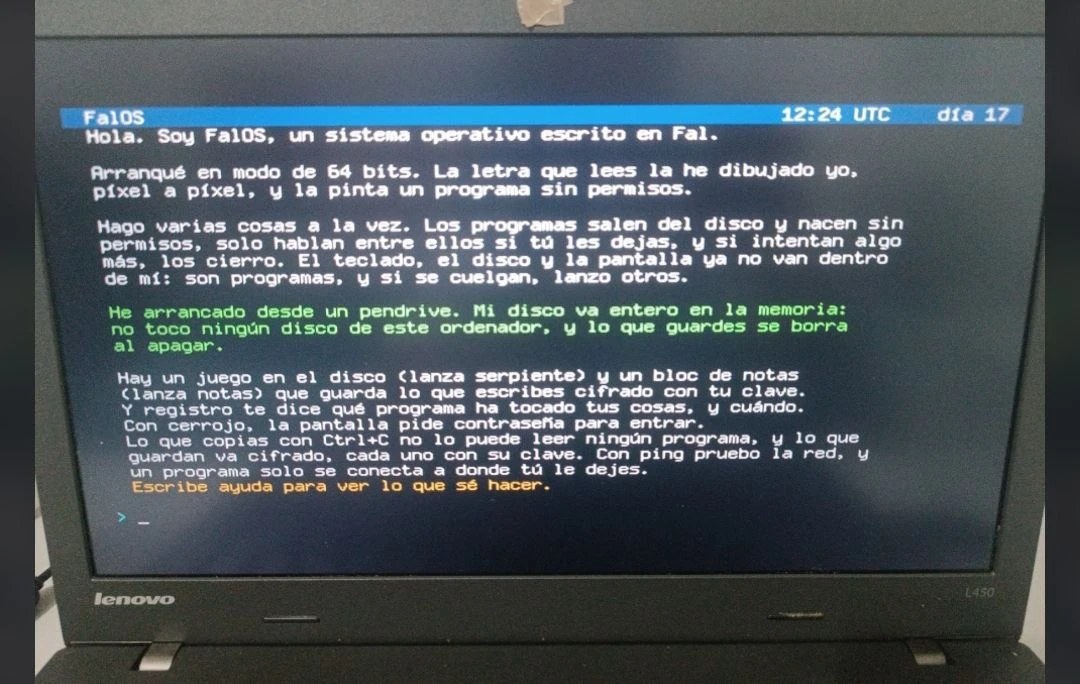 FalOS 12:24 UTC día 17
Hola. Soy FalOS, un sistema operativo escrito en Fal.
Arranqué en modo de 64 bits. La letra que lees la he dibujado yo,
píxel a píxel, y la pinta un programa sin permisos.
Hago varias cosas a la vez. Los programas salen del disco y nacen sin
permisos, solo hablan entre ellos si tú les dejas, y si intentan algo
más, los cierro. El teclado, el disco y la pantalla ya no van dentro
de mí: son programas, y si se cuelgan, lanzo otros.
He arrancado desde un pendrive. Mi disco va entero en la memoria:
no toco ningún disco de este ordenador, y lo que guardes se borra
al apagar.
Hay un juego en el disco (lanza serpiente) y un bloc de notas
(lanza notas) que guarda lo que escribes cifrado con tu clave.
Y registro te dice qué programa ha tocado tus cosas, y cuándo.
Con cerrojo, la pantalla pide contraseña para entrar.
Lo que copias con Ctrl+C no lo puede leer ningún programa, y lo que
guardan va cifrado, cada uno con su clave. Con ping pruebo la red, y
un programa solo se conecta a donde tú le dejes.
Escribe ayuda para ver lo que sé hacer.
> _
lenovo
L450